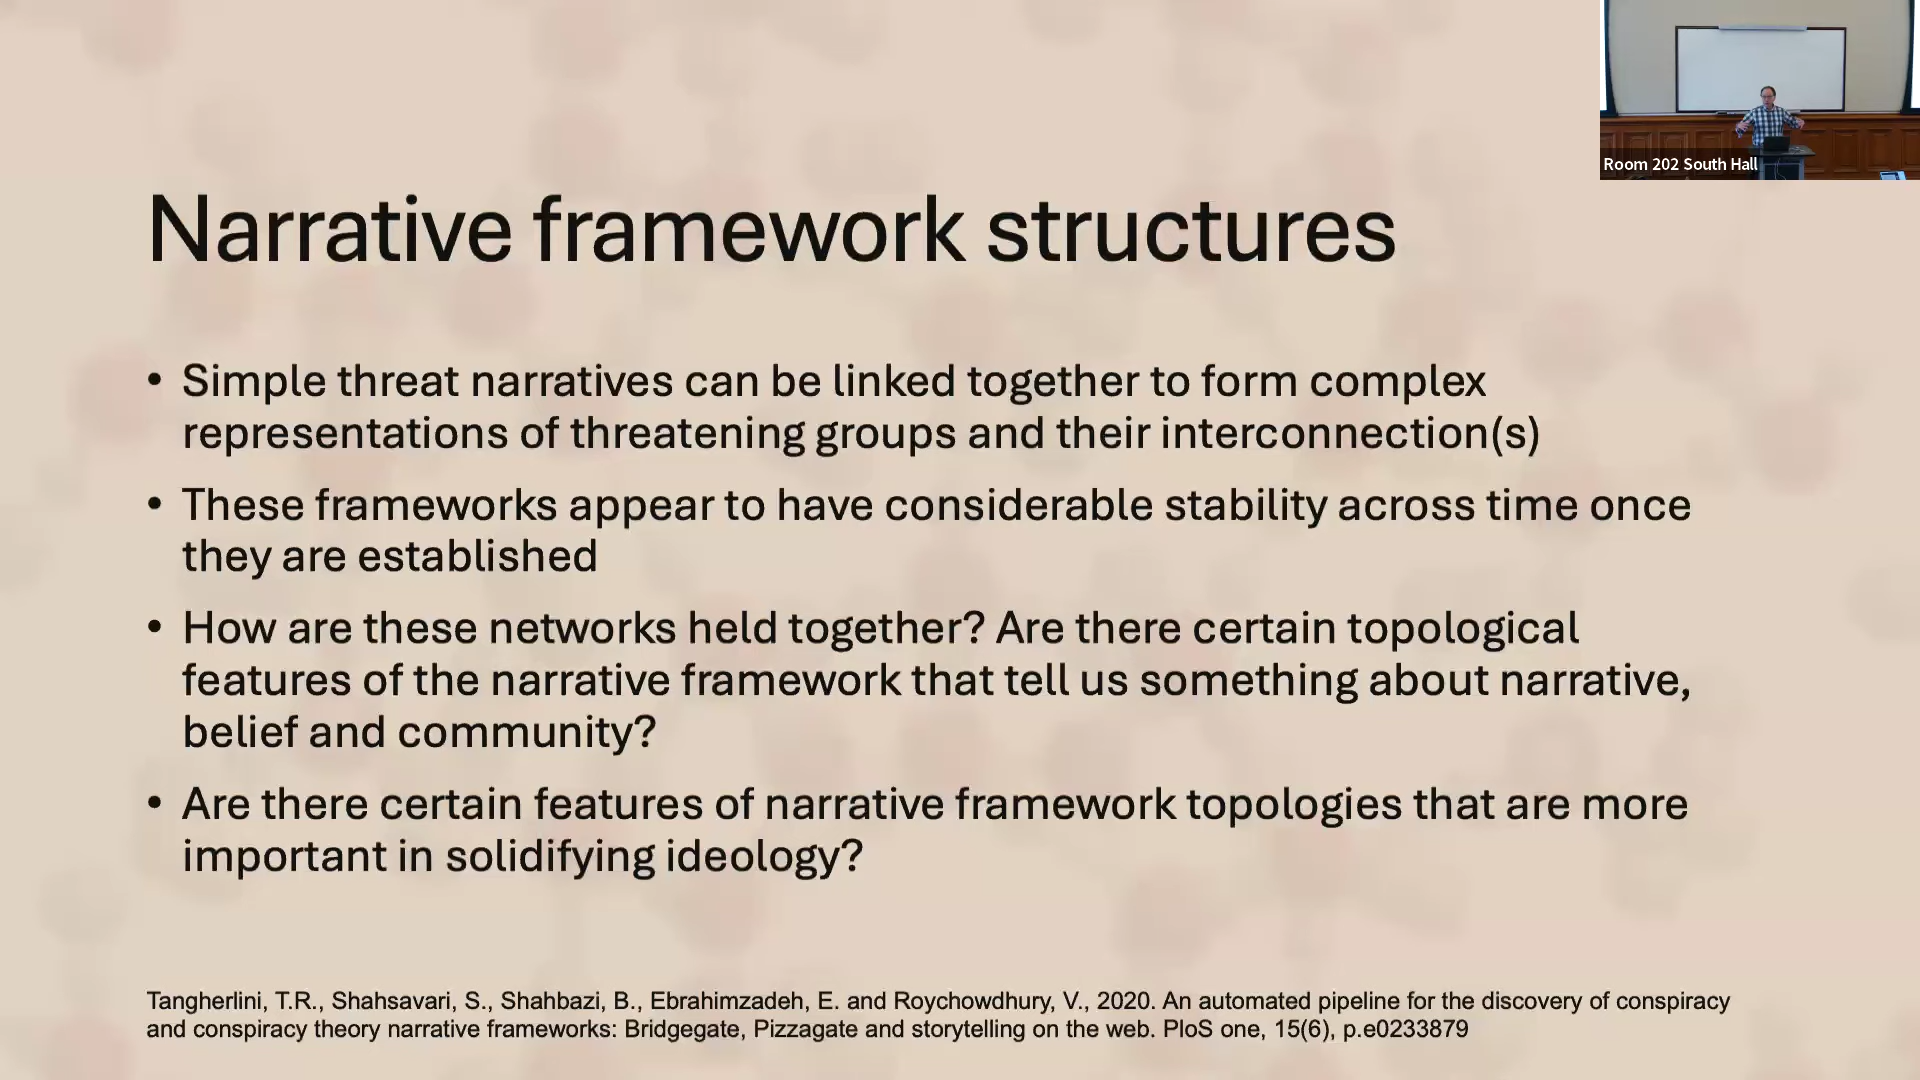 Room 202 South Hall
Narrative framework structures
• Simple threat narratives can be linked together to form complex
representations of threatening groups and their interconnection(s)
• These frameworks appear to have considerable stability across time once
they are established
• How are these networks held together? Are there certain topological
features of the narrative framework that tell us something about narrative,
belief and community?
• Are there certain features of narrative framework topologies that are more
important in solidifying ideology?
Tangherlini, T.R., Shahsavari, S., Shahbazi, B., Ebrahimzadeh, E. and Roychowdhury, V., 2020. An automated pipeline for the discovery of conspiracy
and conspiracy theory narrative frameworks: Bridgegate, Pizzagate and storytelling on the web. PloS one, 15(6), p.e0233879